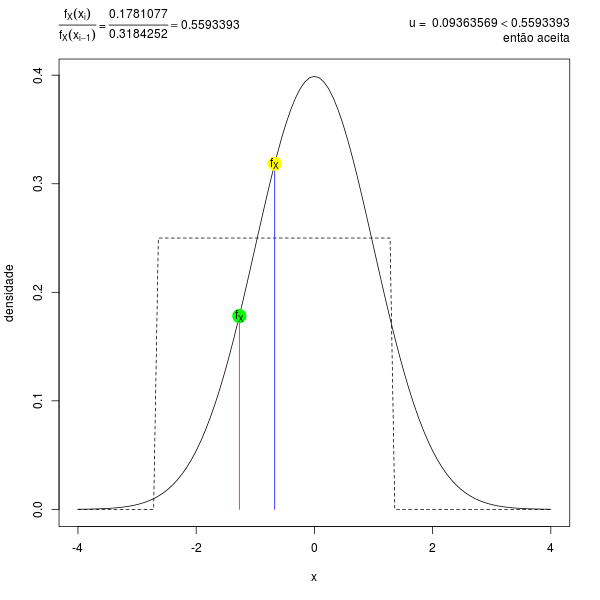 fX(xi) / fX(xi−1) = 0.1781077 / 0.3184252 = 0.5593393
u = 0.09363569 < 0.5593393
então aceita
0.4
0.3
0.2
0.1
0.0
densidade
fX
fX
-4 -2 0 2 4
x